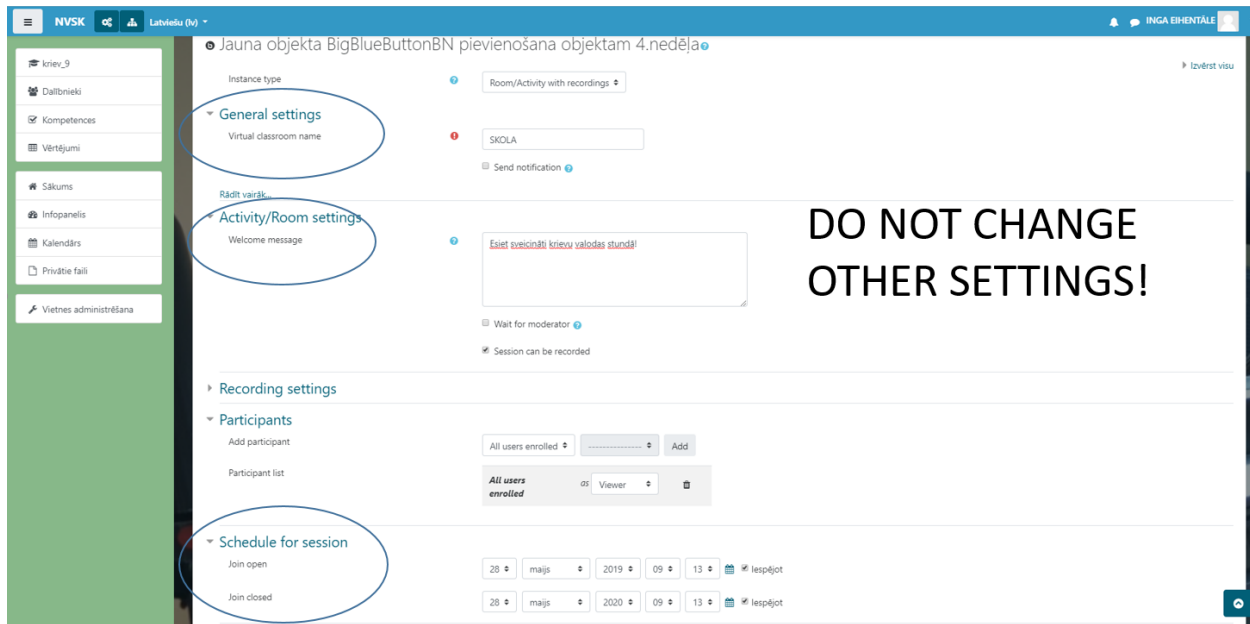 NVSK Latviešu (lv) INGA EIHENTĀLE
kriev_9
Dalībnieki
Kompetences
Vērtējumi
Sākums
Infopanelis
Kalendārs
Privātie faili
Vietnes administrēšana
Jauna objekta BigBlueButtonBN pievienošana objektam 4.nedēļa
Izvērst visu
Instance type Room/Activity with recordings
General settings
Virtual classroom name SKOLA
Send notification
Rādīt vairāk...
Activity/Room settings
Welcome message Esiet sveicināti krievu valodas stundā!
Wait for moderator
Session can be recorded
DO NOT CHANGE
OTHER SETTINGS!
Recording settings
Participants
Add participant All users enrolled --------------- Add
Participant list All users
enrolled as Viewer
Schedule for session
Join open 28 maijs 2019 09 13 Iespējot
Join closed 28 maijs 2020 09 13 Iespējot